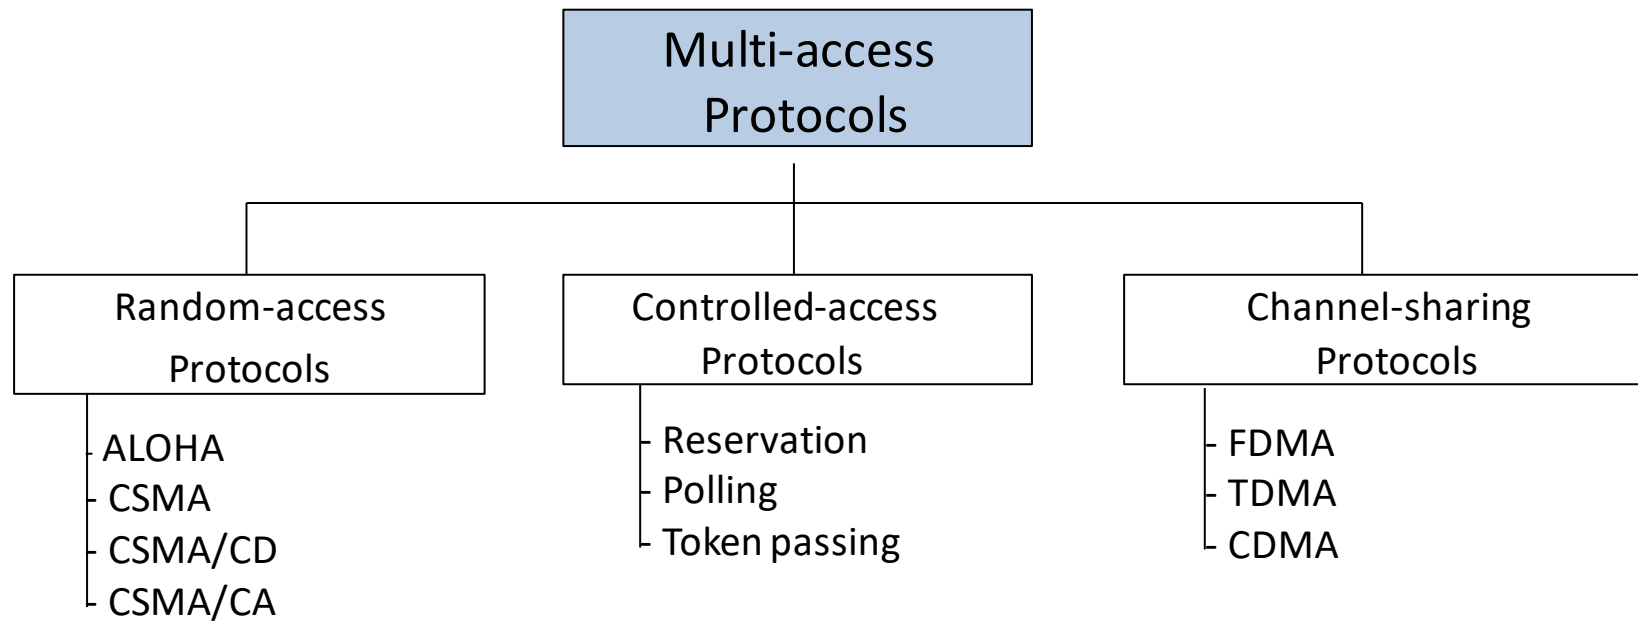 Multi-access
Protocols
Random-access
Protocols
- ALOHA
- CSMA
- CSMA/CD
- CSMA/CA
Controlled-access
Protocols
- Reservation
- Polling
- Token passing
Channel-sharing
Protocols
- FDMA
- TDMA
- CDMA